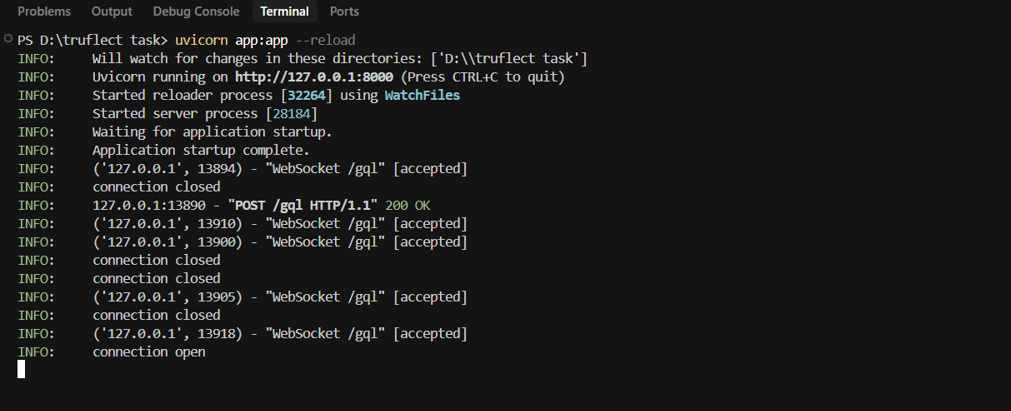 Problems Output Debug Console Terminal Ports
PS D:\truflect task> uvicorn app:app --reload
INFO: Will watch for changes in these directories: ['D:\\truflect task']
INFO: Uvicorn running on http://127.0.0.1:8000 (Press CTRL+C to quit)
INFO: Started reloader process [32264] using WatchFiles
INFO: Started server process [28184]
INFO: Waiting for application startup.
INFO: Application startup complete.
INFO: ('127.0.0.1', 13894) - "WebSocket /gql" [accepted]
INFO: connection closed
INFO: 127.0.0.1:13890 - "POST /gql HTTP/1.1" 200 OK
INFO: ('127.0.0.1', 13910) - "WebSocket /gql" [accepted]
INFO: ('127.0.0.1', 13900) - "WebSocket /gql" [accepted]
INFO: connection closed
INFO: connection closed
INFO: ('127.0.0.1', 13905) - "WebSocket /gql" [accepted]
INFO: connection closed
INFO: ('127.0.0.1', 13918) - "WebSocket /gql" [accepted]
INFO: connection open